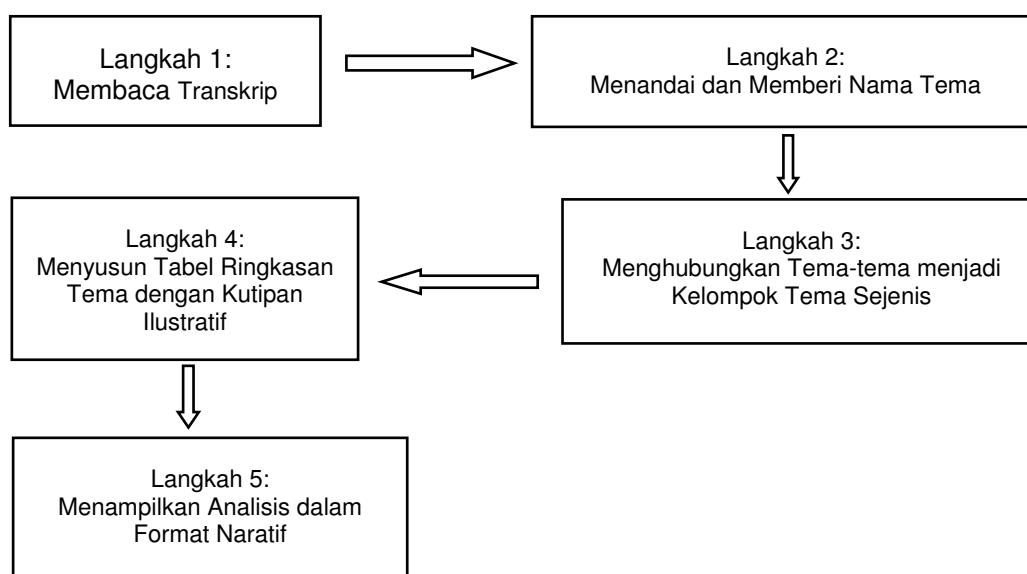 Langkah 1:
Membaca Transkrip
Langkah 2:
Menandai dan Memberi Nama Tema
Langkah 3:
Menghubungkan Tema-tema menjadi
Kelompok Tema Sejenis
Langkah 4:
Menyusun Tabel Ringkasan
Tema dengan Kutipan
Ilustratif
Langkah 5:
Menampilkan Analisis dalam
Format Naratif